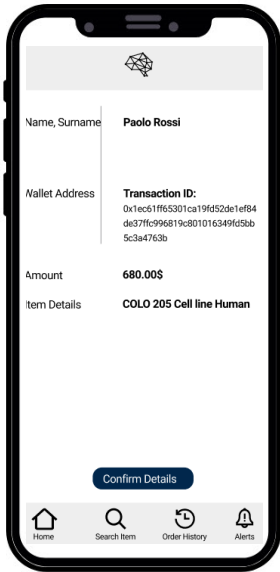 Name, Surname Paolo Rossi
Wallet Address Transaction ID:
0x1ec61ff65301ca19fd52de1ef84
de37ffc996819c801016349fd5bb
5c3a4763b
Amount 680.00$
Item Details COLO 205 Cell line Human
Confirm Details
Home Search Item Order History Alerts